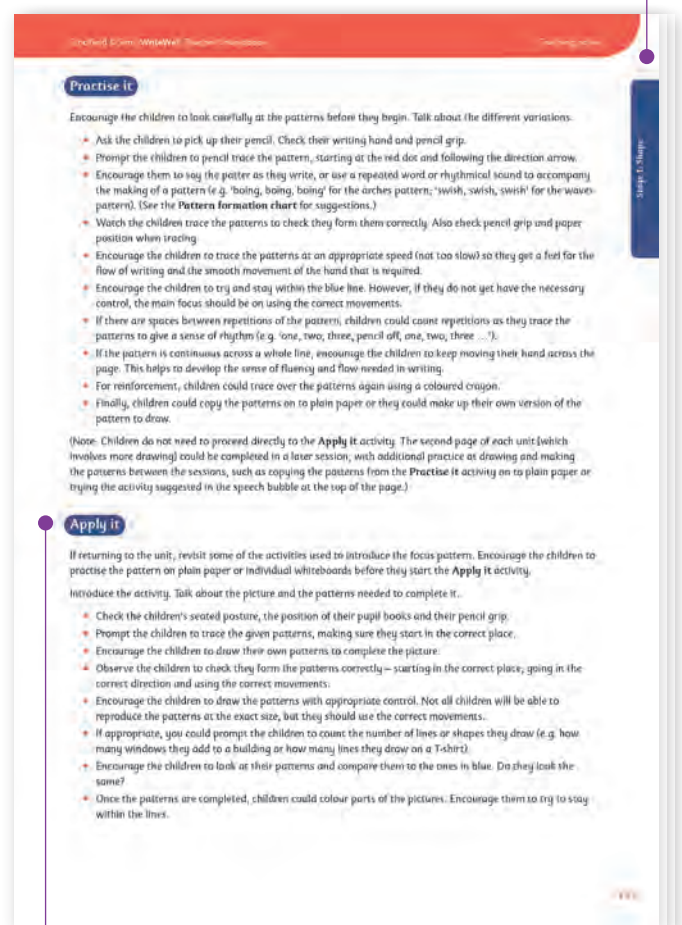 Schofield & Sims WriteWell Teacher's
Teaching notes
Stage 1: Shape
Practise it
Encourage the children to look carefully at the patterns before they begin. Talk about the different variations.
Ask the children to pick up their pencil. Check their writing hand and pencil grip.
Prompt the children to pencil trace the pattern, starting at the red dot and following the direction arrow.
Encourage them to say the patter as they write, or use a repeated word or rhythmical sound to accompany
the making of a pattern (e.g. 'boing, boing, boing' for the arches pattern; 'swish, swish, swish' for the waves
pattern). (See the Pattern formation chart for suggestions.)
Watch the children trace the patterns to check they form them correctly. Also check pencil grip and paper
position when tracing.
Encourage the children to trace the patterns at an appropriate speed (not too slow) so they get a feel for the
flow of writing and the smooth movement of the hand that is required.
Encourage the children to try and stay within the blue line. However, if they do not yet have the necessary
control, the main focus should be on using the correct movements.
If there are spaces between repetitions of the pattern, children could count repetitions as they trace the
patterns to give a sense of rhythm (e.g. 'one, two, three, pencil off, one, two, three …').
If the pattern is continuous across a whole line, encourage the children to keep moving their hand across the
page. This helps to develop the sense of fluency and flow needed in writing.
For reinforcement, children could trace over the patterns again using a coloured crayon.
Finally, children could copy the patterns on to plain paper or they could make up their own version of the
pattern to draw.
(Note: Children do not need to proceed directly to the Apply it activity. The second page of each unit (which
involves more drawing) could be completed in a later session, with additional practice at drawing and making
the patterns between the sessions, such as copying the patterns from the Practise it activity on to plain paper or
trying the activity suggested in the speech bubble at the top of the page.)
Apply it
If returning to the unit, revisit some of the activities used to introduce the focus pattern. Encourage the children to
practise the pattern on plain paper or individual whiteboards before they start the Apply it activity.
Introduce the activity. Talk about the picture and the patterns needed to complete it.
Check the children's seated posture, the position of their pupil books and their pencil grip.
Prompt the children to trace the given patterns, making sure they start in the correct place.
Encourage the children to draw their own patterns to complete the picture.
Observe the children to check they form the patterns correctly – starting in the correct place, going in the
correct direction and using the correct movements.
Encourage the children to draw the patterns with appropriate control. Not all children will be able to
reproduce the patterns at the exact size, but they should use the correct movements.
If appropriate, you could prompt the children to count the number of lines or shapes they draw (e.g. how
many windows they add to a building or how many lines they draw on a T-shirt).
Encourage the children to look at their patterns and compare them to the ones in blue. Do they look the
same?
Once the patterns are completed, children could colour parts of the pictures. Encourage them to try to stay
within the lines.